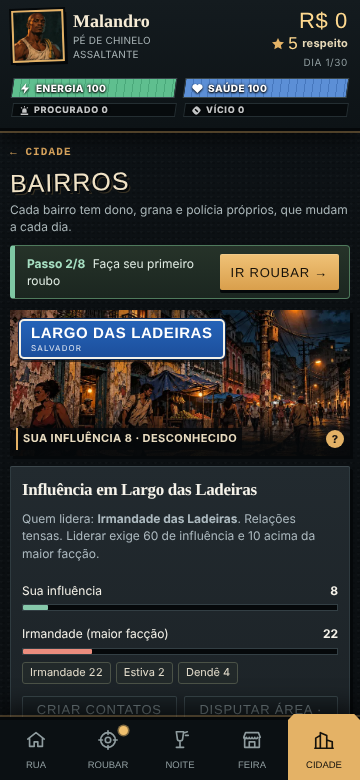 Malandro
PÉ DE CHINELO
ASSALTANTE
R$ 0
5 respeito
DIA 1/30
ENERGIA 100
SAÚDE 100
PROCURADO 0
VÍCIO 0
← CIDADE
BAIRROS
Cada bairro tem dono, grana e polícia próprios, que mudam
a cada dia.
Passo 2/8 Faça seu primeiro
roubo
IR ROUBAR →
LARGO DAS LADEIRAS
SALVADOR
SUA INFLUÊNCIA 8 · DESCONHECIDO
?
Influência em Largo das Ladeiras
Quem lidera: Irmandade das Ladeiras. Relações
tensas. Liderar exige 60 de influência e 10 acima da
maior facção.
Sua influência 8
Irmandade (maior facção) 22
Irmandade 22
Estiva 2
Dendê 4
CRIAR CONTATOS
DISPUTAR ÁREA ·
RUA
ROUBAR
NOITE
FEIRA
CIDADE